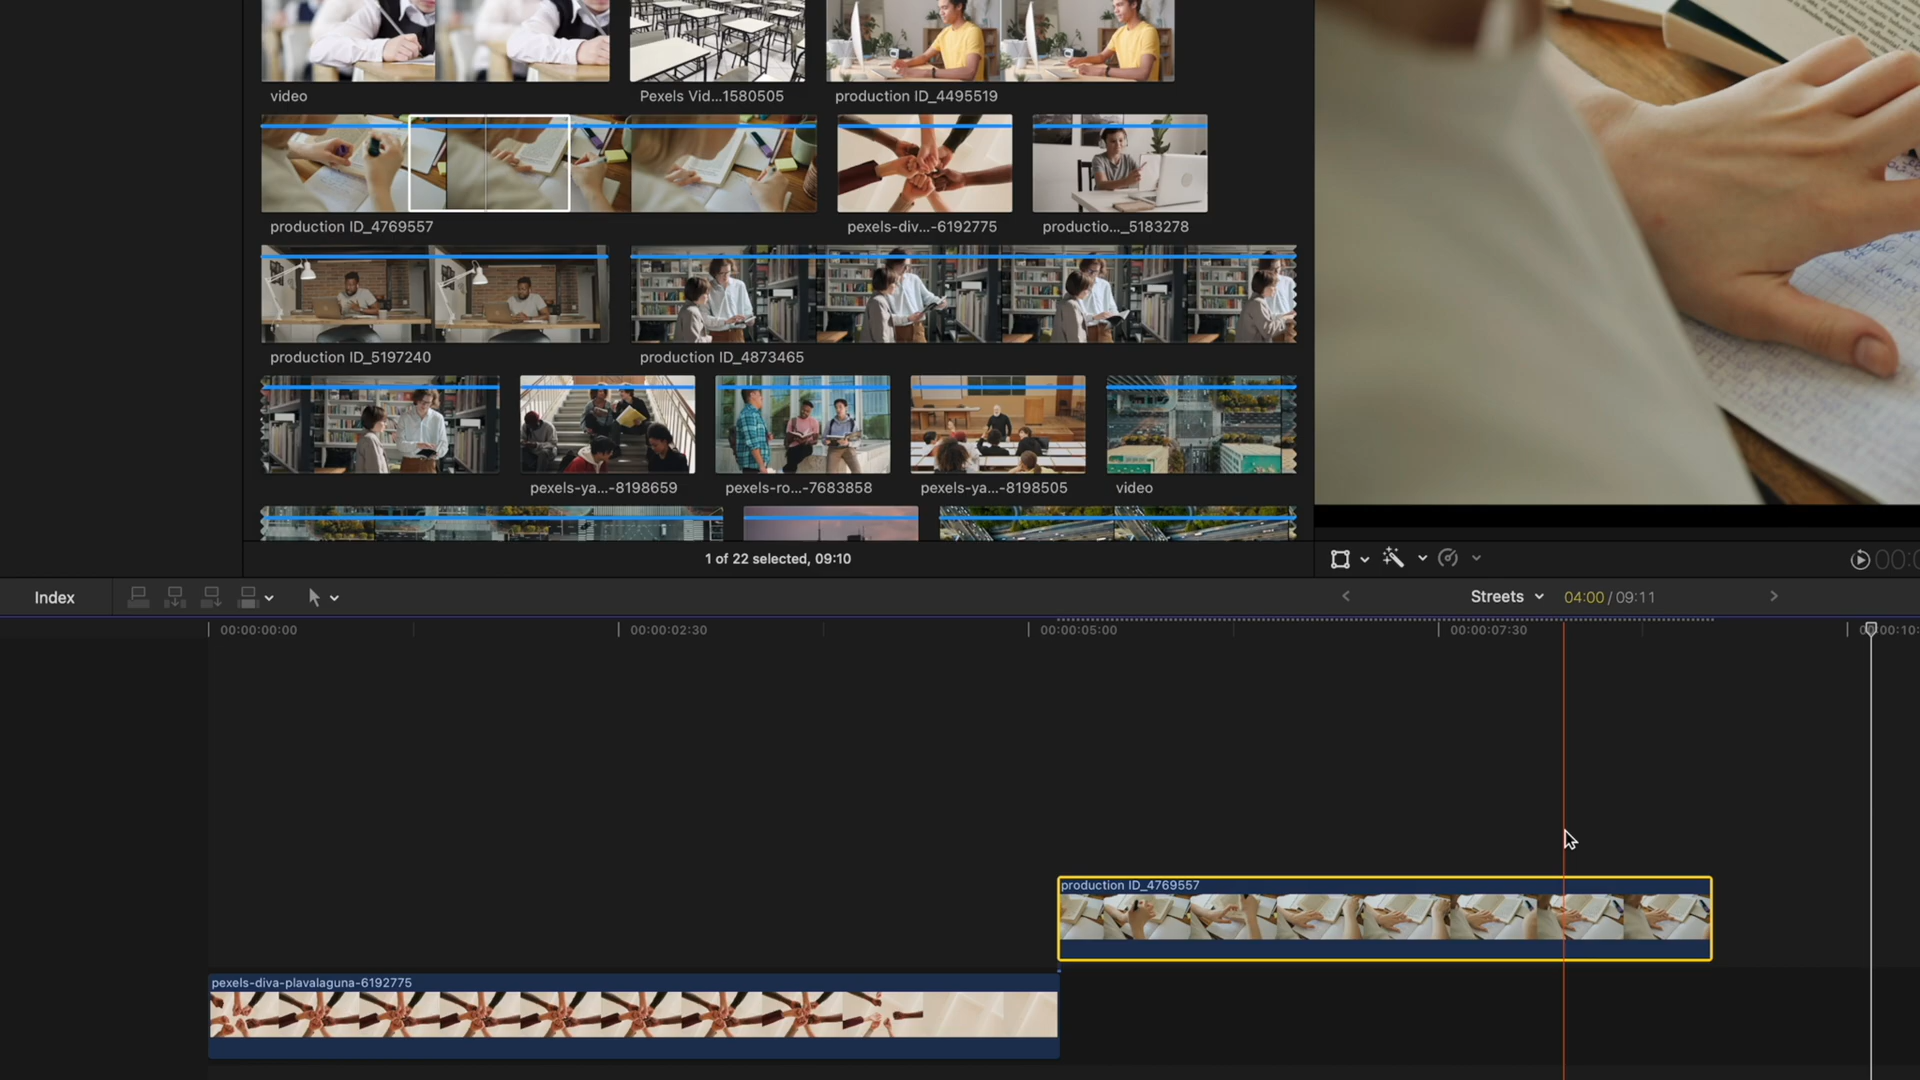 video
Pexels Vid...1580505
production ID_4495519
production ID_4769557
pexels-div...-6192775
productio..._5183278
production ID_5197240
production ID_4873465
pexels-ya...-8198659
pexels-ro...-7683858
pexels-ya...-8198505
video
1 of 22 selected, 09:10
Index
Streets
04:00 / 09:11
00:00:00:00
00:00:02:30
00:00:05:00
00:00:07:30
production ID_4769557
pexels-diva-plavalaguna-6192775